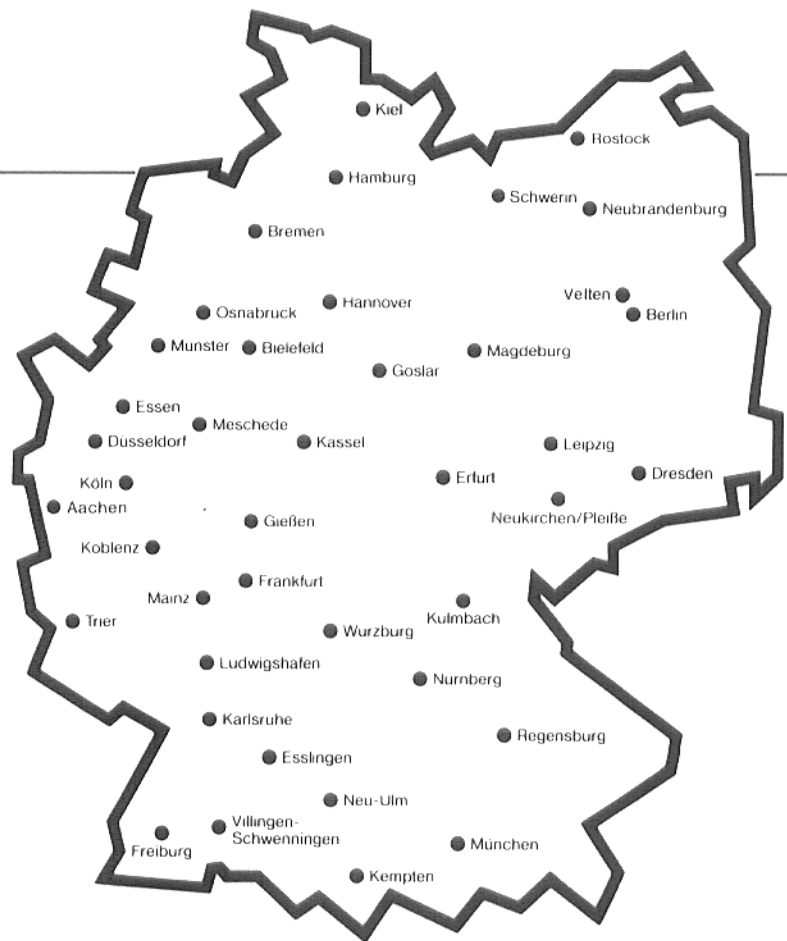 Kiel
Rostock
Hamburg
Schwerin
Neubrandenburg
Bremen
Velten
Hannover
Osnabruck
Berlin
Munster
Bielefeld
Magdeburg
Goslar
Essen
Meschede
Düsseldorf
Kassel
Leipzig
Köln
Erfurt
Dresden
Aachen
Gießen
Neukirchen/Pleiße
Koblenz
Frankfurt
Mainz
Kulmbach
Trier
Wurzburg
Ludwigshafen
Nurnberg
Karlsruhe
Regensburg
Esslingen
Neu-Ulm
Villingen-
Schwenningen
Freiburg
München
Kempten